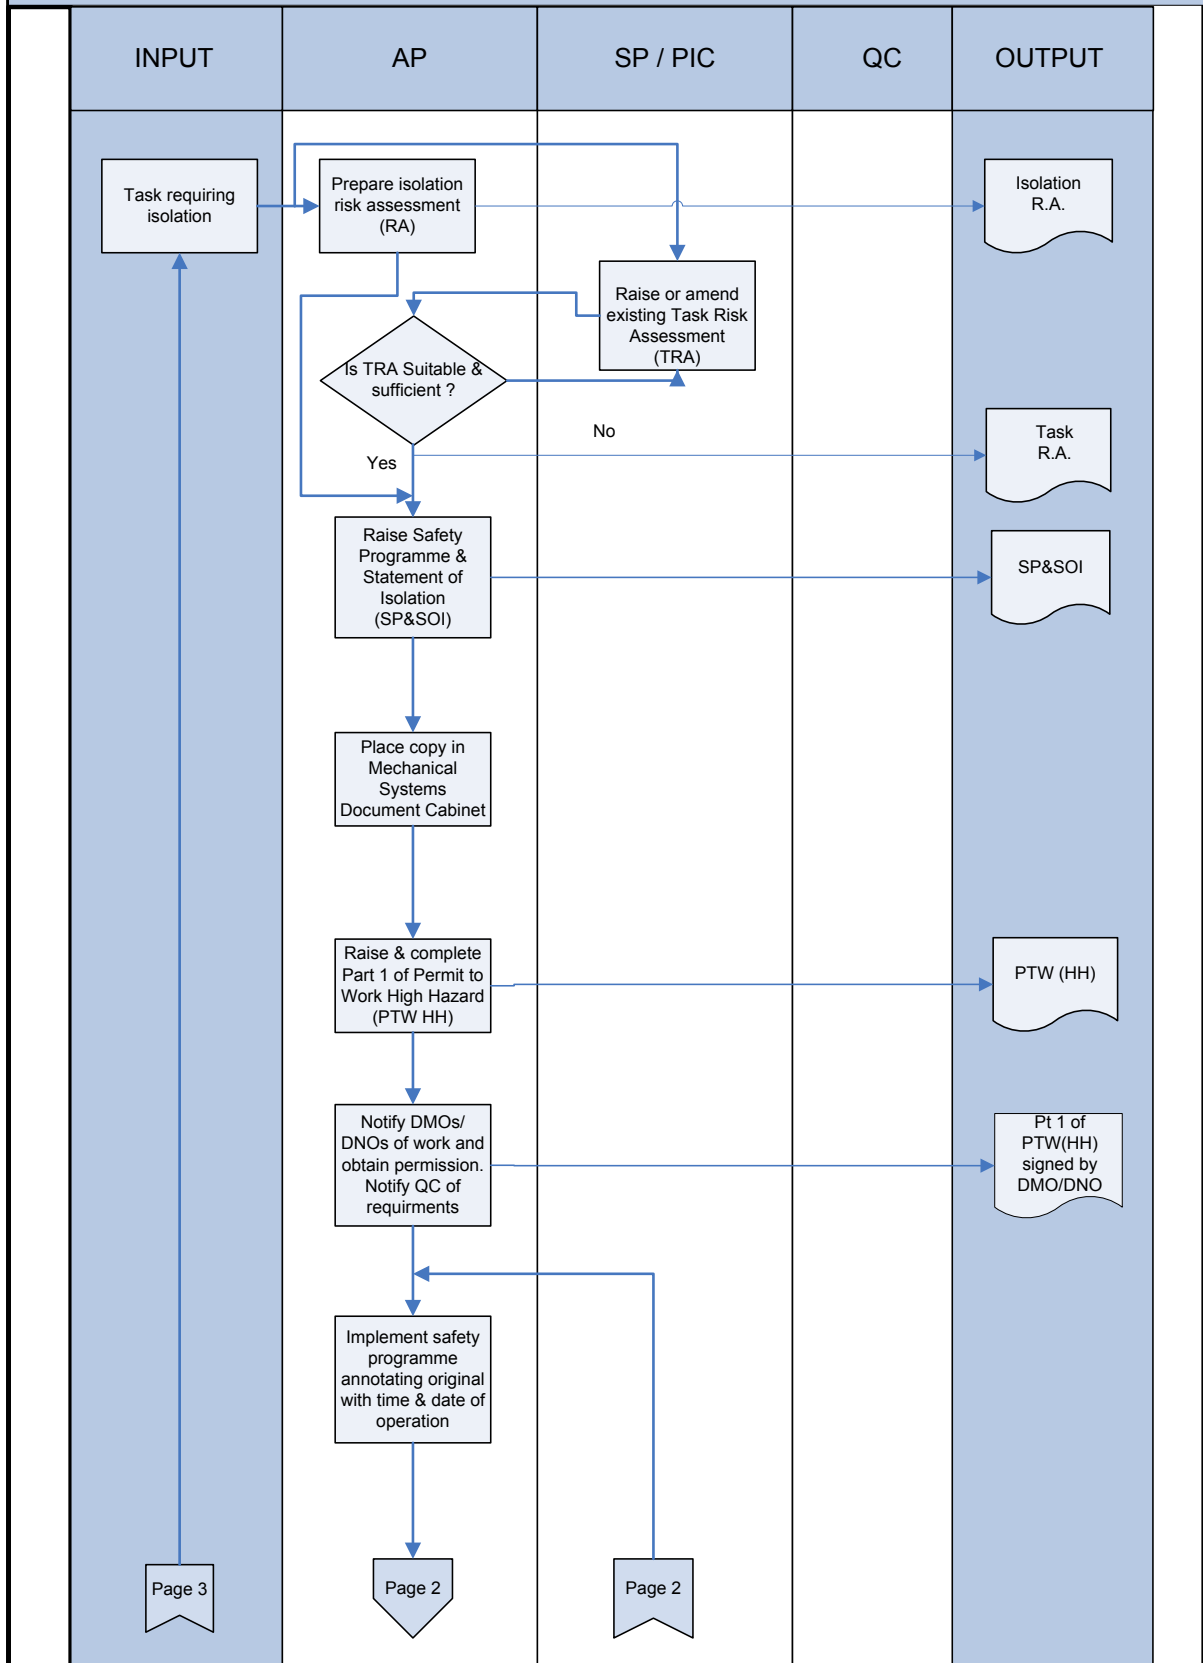 INPUT
AP
SP / PIC
QC
OUTPUT
Task requiring
isolation
Prepare isolation
risk assessment
(RA)
Isolation
R.A.
Raise or amend
existing Task Risk
Assessment
(TRA)
Is TRA Suitable &
sufficient ?
No
Yes
Task
R.A.
Raise Safety
Programme &
Statement of
Isolation
(SP&SOI)
SP&SOI
Place copy in
Mechanical
Systems
Document Cabinet
Raise & complete
Part 1 of Permit to
Work High Hazard
(PTW HH)
PTW (HH)
Notify DMOs/
DNOs of work and
obtain permission.
Notify QC of
requirments
Pt 1 of
PTW(HH)
signed by
DMO/DNO
Implement safety
programme
annotating original
with time & date of
operation
Page 3
Page 2
Page 2